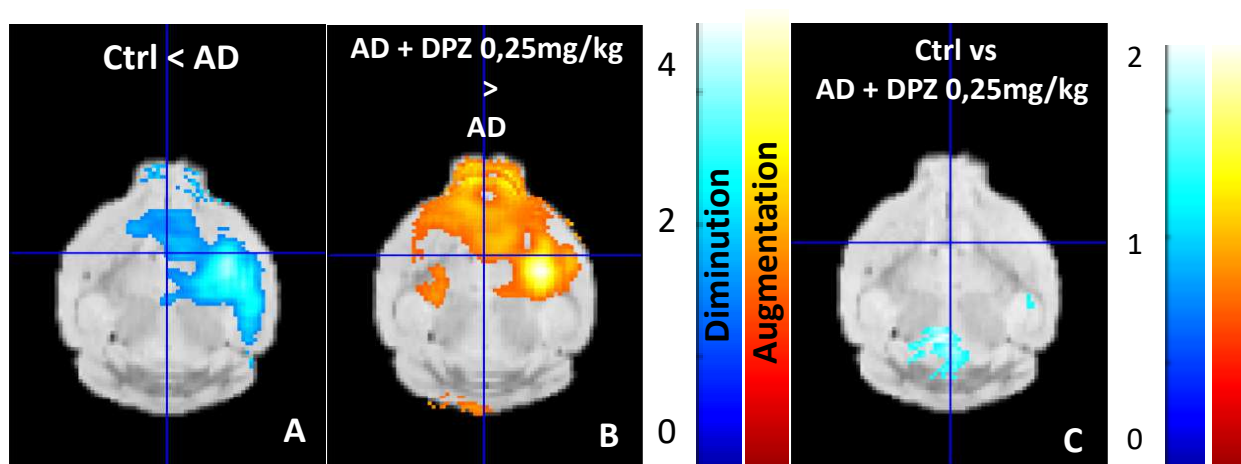 Ctrl < AD
A
AD + DPZ 0,25mg/kg
>
AD
B
4
2
0
Diminution
Augmentation
Ctrl vs
AD + DPZ 0,25mg/kg
C
2
1
0